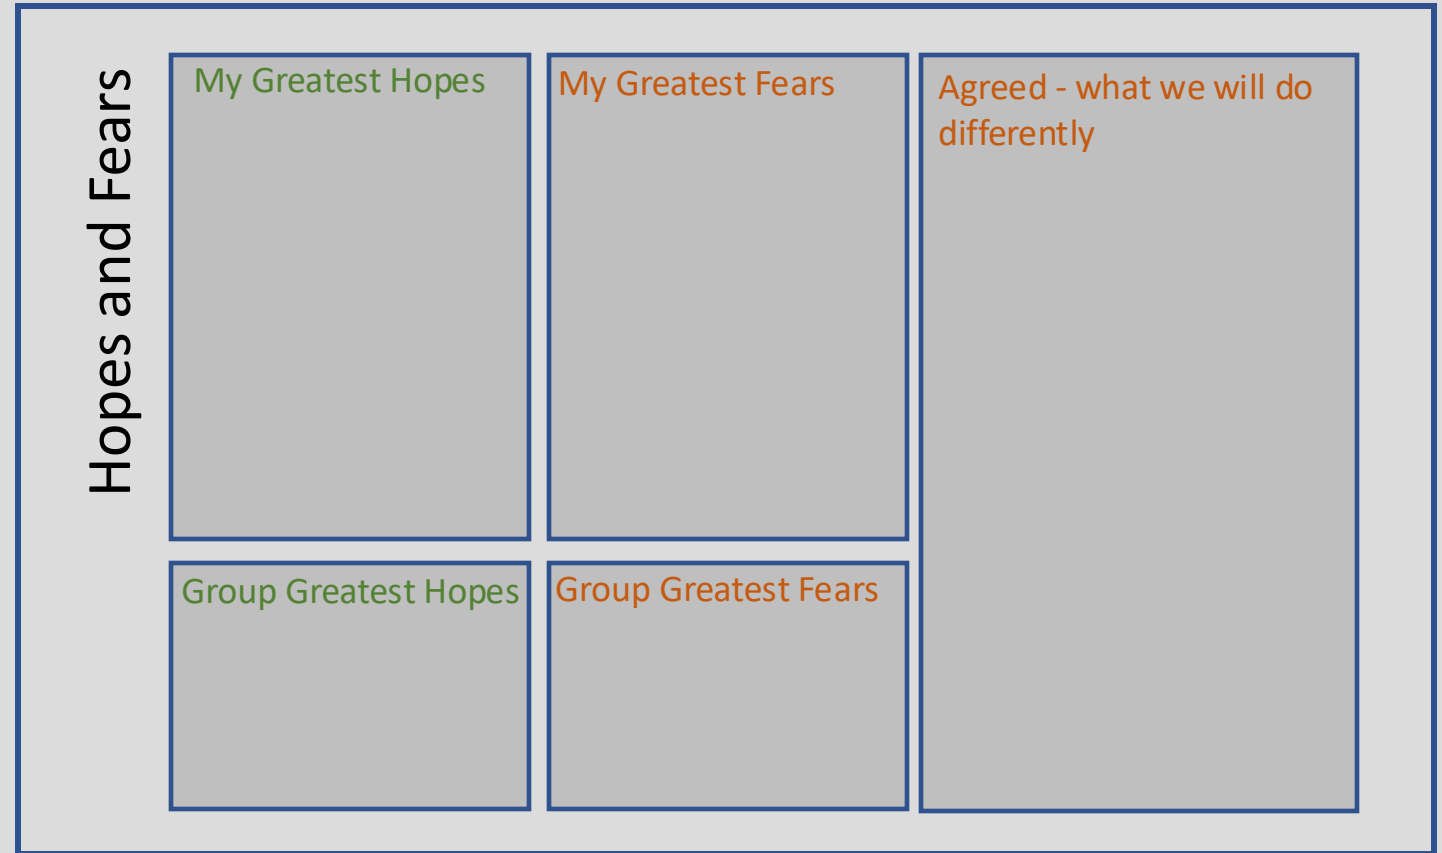 Hopes and Fears
My Greatest Hopes
My Greatest Fears
Agreed - what we will do
differently
Group Greatest Hopes
Group Greatest Fears